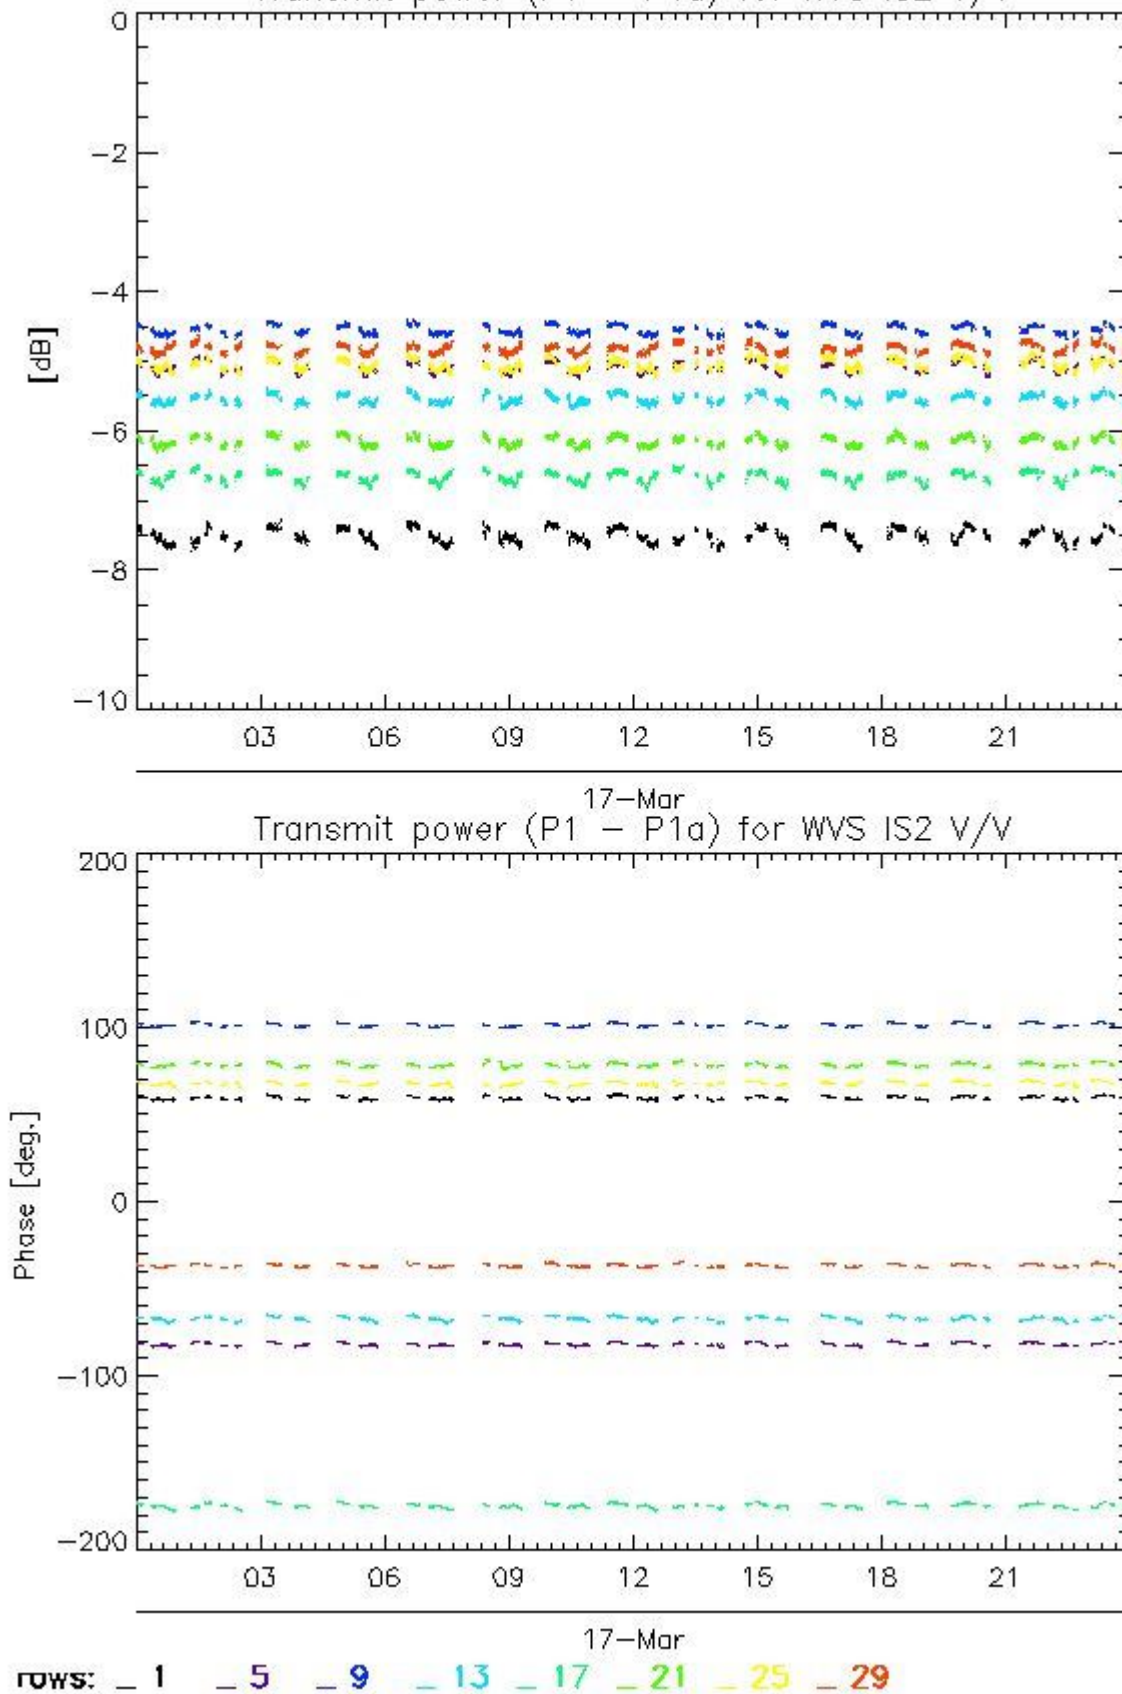 0
−2
−4
[dB]
−6
−8
−10
03 06 09 12 15 18 21
17−Mar
Transmit power (P1 − P1a) for WVS IS2 V/V
200
100
Phase [deg.]
0
−100
−200
03 06 09 12 15 18 21
17−Mar
rows: _ 1 _ 5 _ 9 _ 13 _ 17 _ 21 _ 25 _ 29